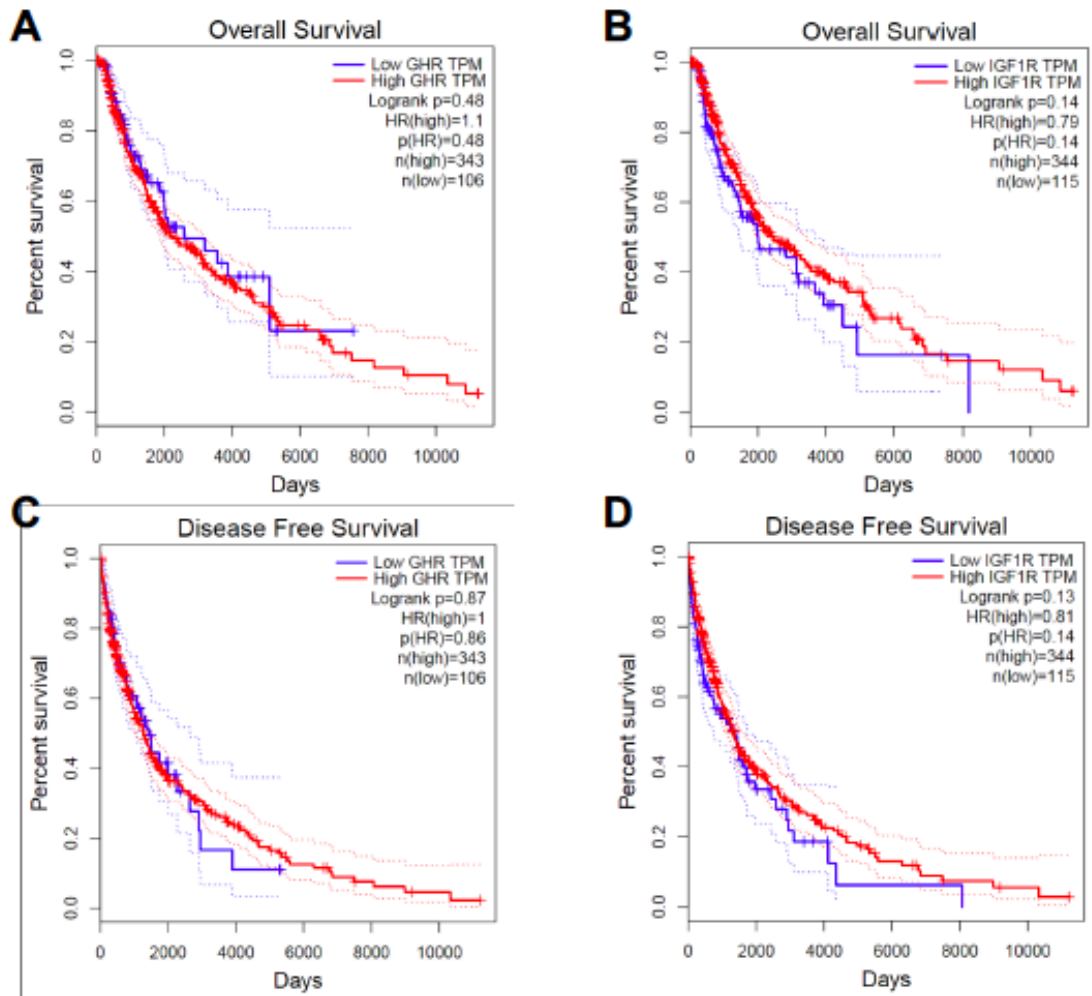 A
Overall Survival
Low GHR TPM
High GHR TPM
Logrank p=0.48
HR(high)=1.1
p(HR)=0.48
n(high)=343
n(low)=106
Percent survival
0.0
0.2
0.4
0.6
0.8
1.0
0 2000 4000 6000 8000 10000
Days
B
Overall Survival
Low IGF1R TPM
High IGF1R TPM
Logrank p=0.14
HR(high)=0.79
p(HR)=0.14
n(high)=344
n(low)=115
Percent survival
0.0
0.2
0.4
0.6
0.8
1.0
0 2000 4000 6000 8000 10000
Days
C
Disease Free Survival
Low GHR TPM
High GHR TPM
Logrank p=0.87
HR(high)=1
p(HR)=0.86
n(high)=343
n(low)=106
Percent survival
0.0
0.2
0.4
0.6
0.8
1.0
0 2000 4000 6000 8000 10000
Days
D
Disease Free Survival
Low IGF1R TPM
High IGF1R TPM
Logrank p=0.13
HR(high)=0.81
p(HR)=0.14
n(high)=344
n(low)=115
Percent survival
0.0
0.2
0.4
0.6
0.8
1.0
0 2000 4000 6000 8000 10000
Days